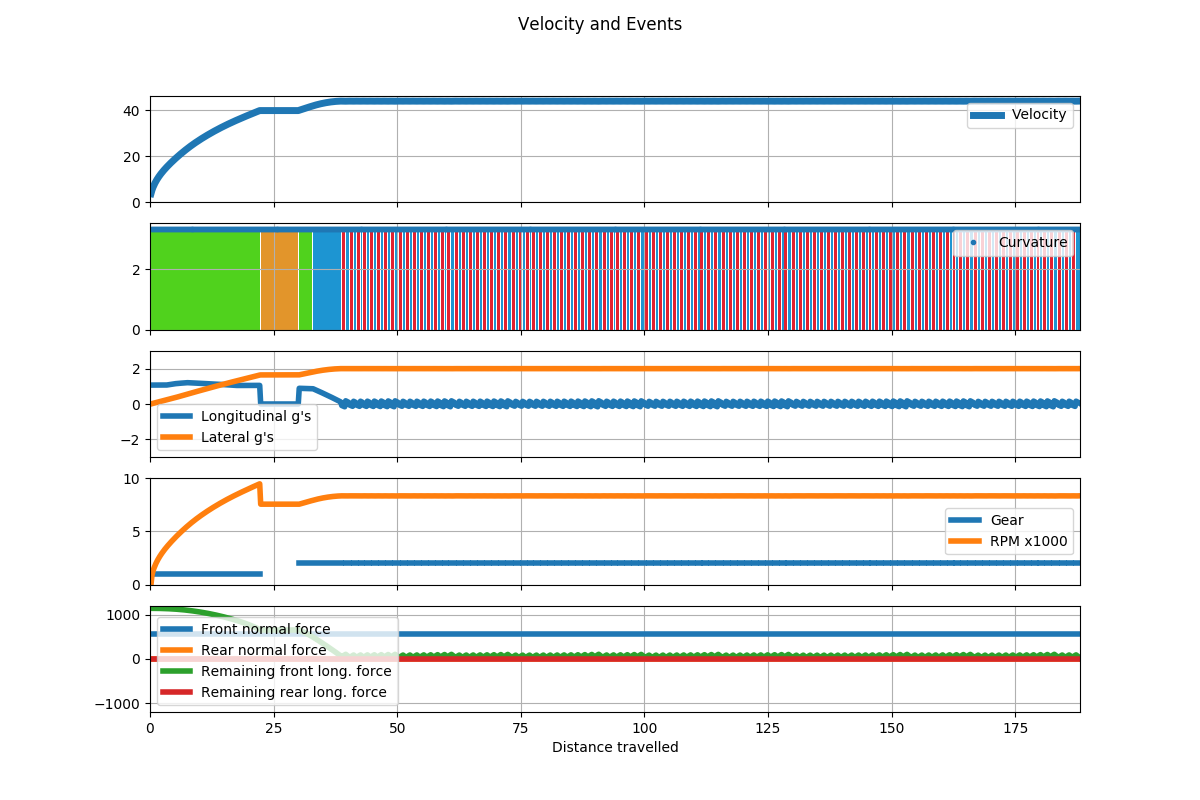 Velocity and Events
40
20
0
Velocity
2
0
Curvature
2
0
−2
Longitudinal g's
Lateral g's
10
5
0
Gear
RPM x1000
1000
0
−1000
Front normal force
Rear normal force
Remaining front long. force
Remaining rear long. force
0 25 50 75 100 125 150 175
Distance travelled